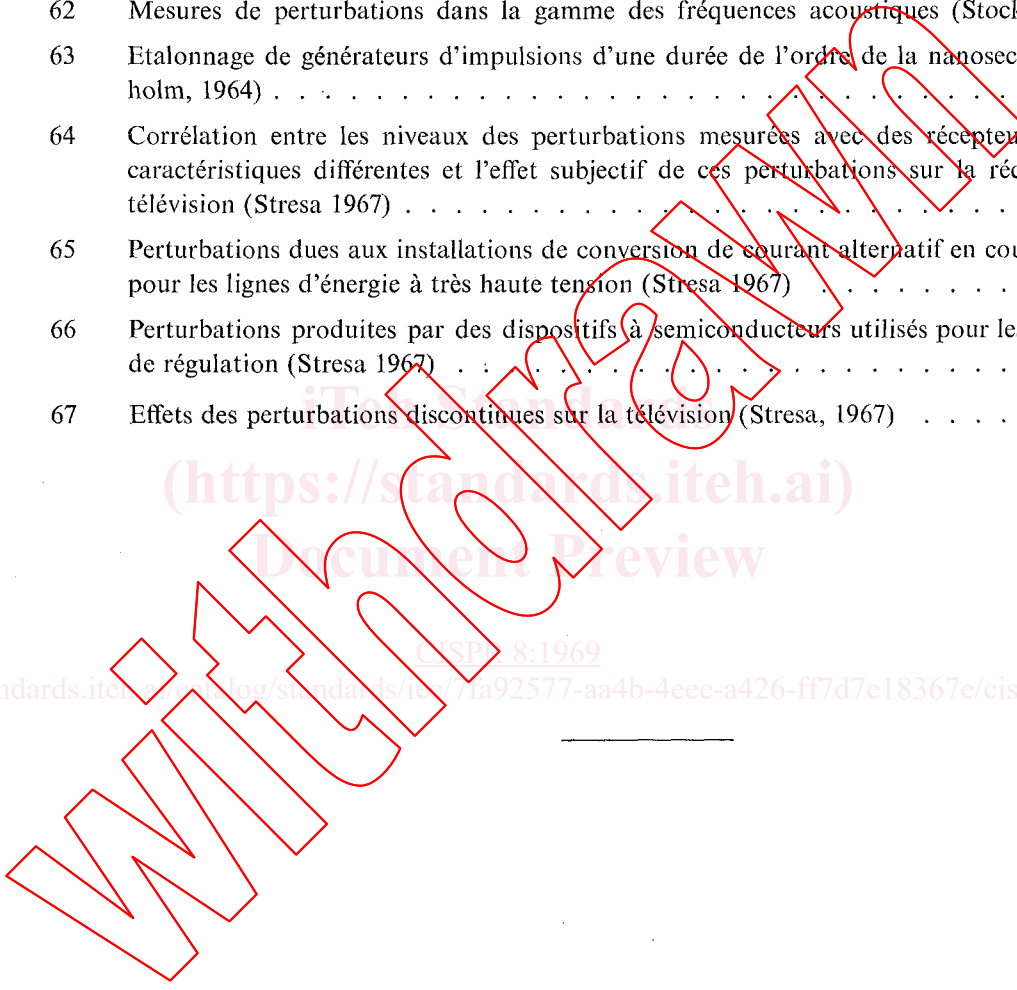 62 Mesures de perturbations dans la gamme des fréquences acoustiques (Stock
63 Etalonnage de générateurs d'impulsions d'une durée de l'ordre de la nanosec
holm, 1964) . . . . . . . . . . . . . . . . . . . . . . . . . . . . .
64 Corrélation entre les niveaux des perturbations mesurées avec des récepteu
caractéristiques différentes et l'effet subjectif de ces perturbations sur la réc
télévision (Stresa 1967) . . . . . . . . . . . . . . . . . . . . . . . .
65 Perturbations dues aux installations de conversion de courant alternatif en cou
pour les lignes d'énergie à très haute tension (Stresa 1967) . . . . . . . .
66 Perturbations produites par des dispositifs à semiconducteurs utilisés pour le
de régulation (Stresa 1967) . . . . . . . . . . . . . . . . . . . . . .
67 Effets des perturbations discontinues sur la télévision (Stresa, 1967) . . . .
iTeh Standards
(https://standards.iteh.ai)
Document Preview
CISPR 8:1969
ndards.iteh.ai/catalog/standards/iec/7fa92577-aa4b-4eee-a426-ff7d7e18367e/cis
withdrawn